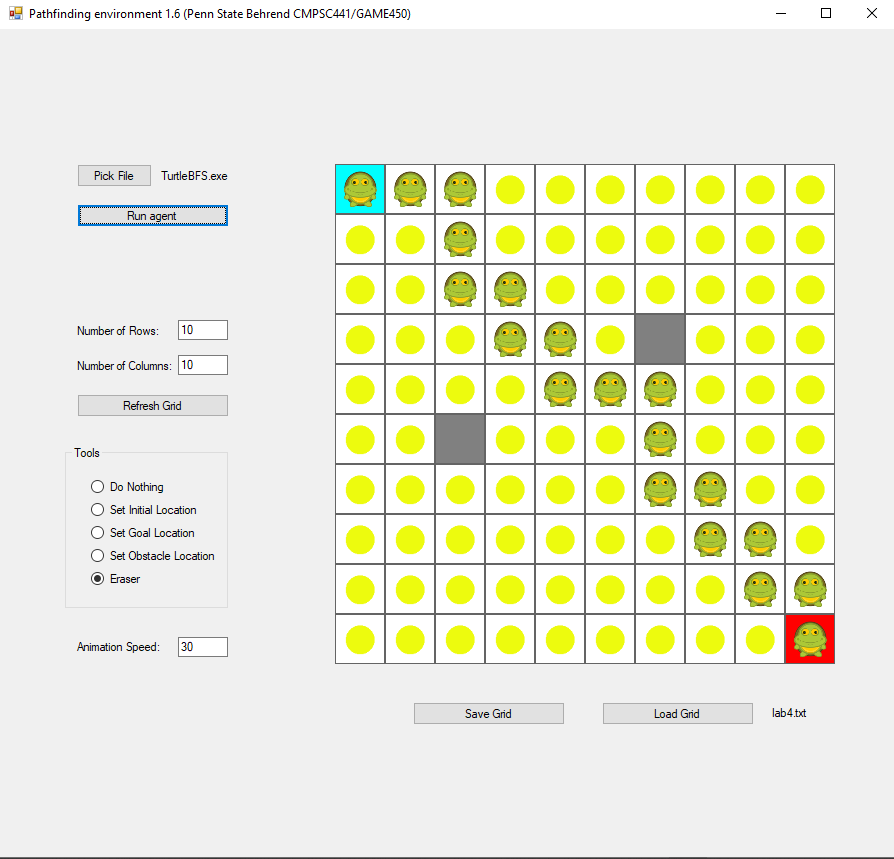 Pathfinding environment 1.6 (Penn State Behrend CMPSC441/GAME450)
Pick File TurtleBFS.exe
Run agent
Number of Rows: 10
Number of Columns: 10
Refresh Grid
Tools
Do Nothing
Set Initial Location
Set Goal Location
Set Obstacle Location
Eraser
Animation Speed: 30
Save Grid Load Grid lab4.txt